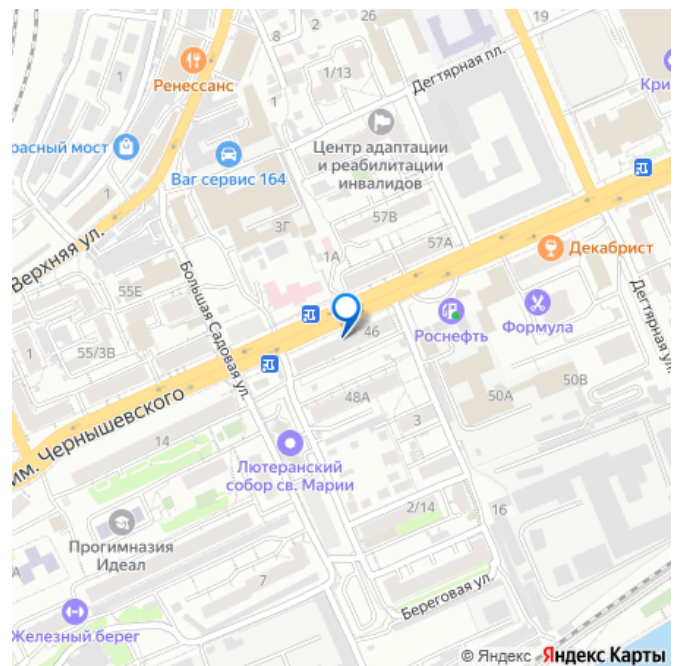 26
19
8
2
Ренессанс
1
1/13
Дегтярная пл.
Кри
Центр адаптации
и реабилитации
инвалидов
расный мост
Ваг сервис 164
1
1
57В
3Г
57А
Декабрист
Верхняя ул.
1А
55Е
Большая Садовая ул.
Дегтярная ул.
Роснефть
Формула
46
1
55/3В
50В
50А
48А
им. Чернышевского
3
14
Лютеранский
собор св. Марии
2/14
16
Прогимназия
Идеал
7
Береговая ул.
Железный берег
© Яндекс Яндекс Карты